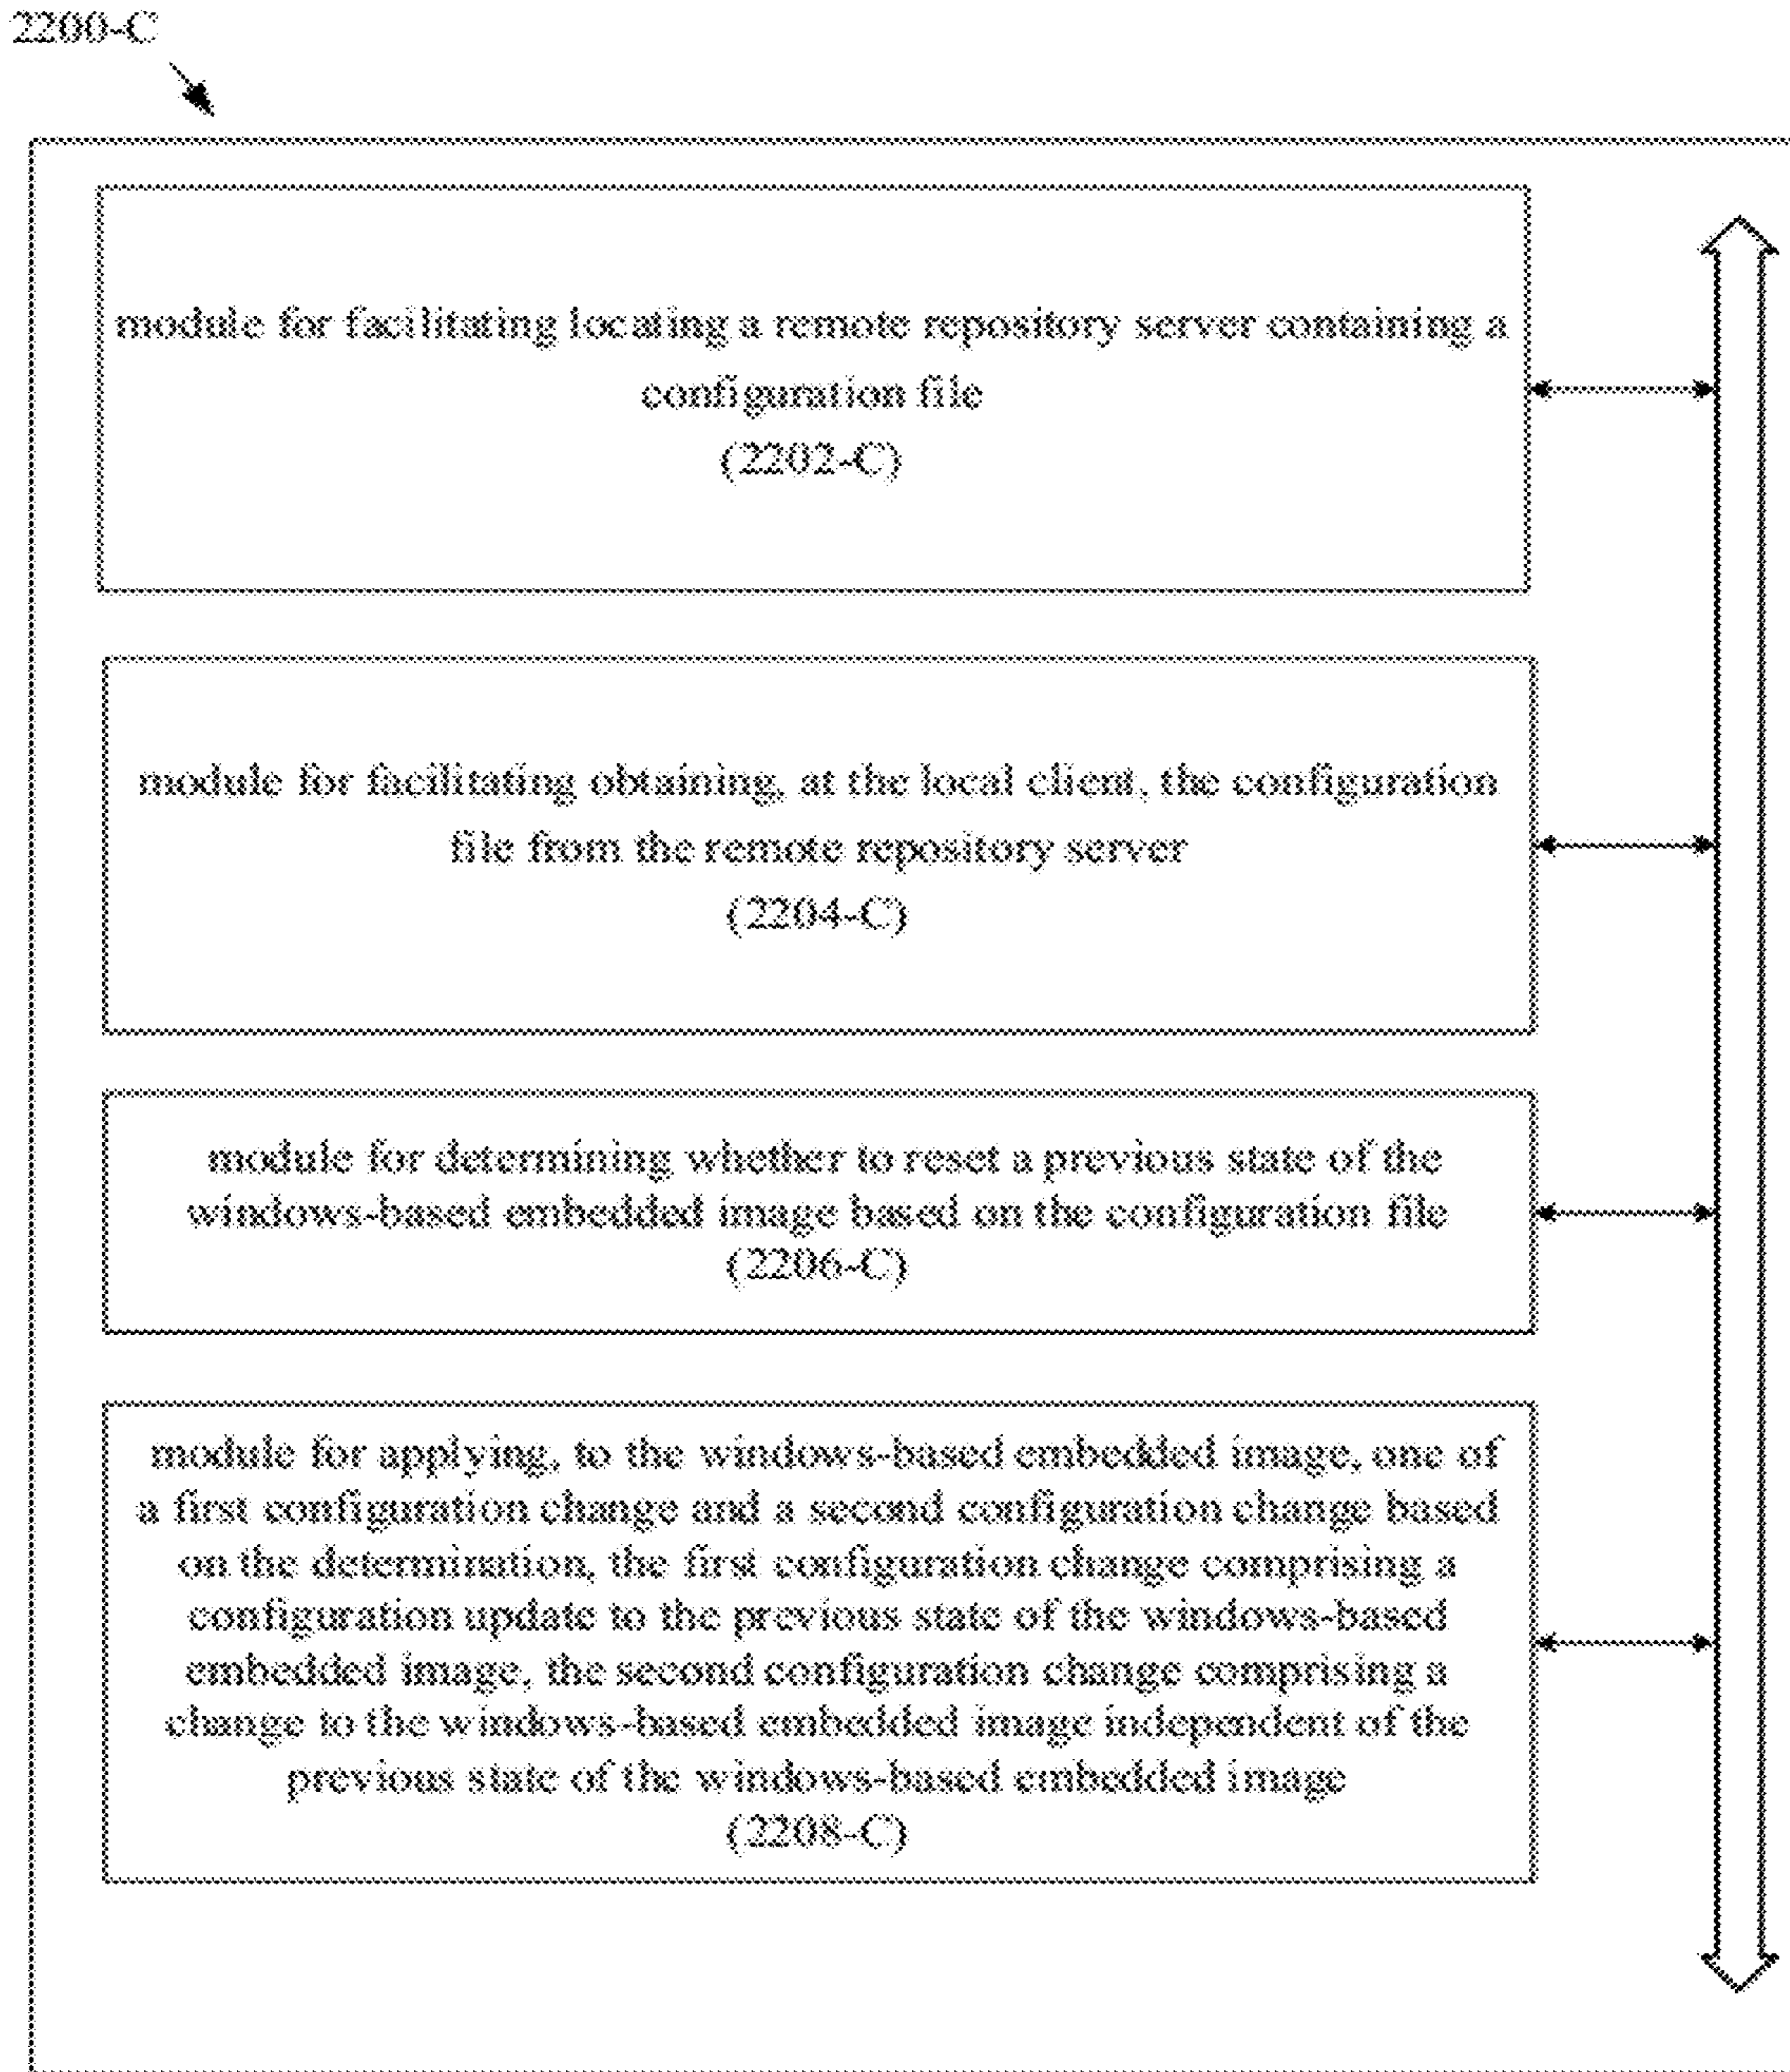 2200-C
module for facilitating locating a remote repository server containing a
configuration file
(2202-C)
module for facilitating obtaining, at the local client, the configuration
file from the remote repository server
(2204-C)
module for determining whether to reset a previous state of the
windows-based embedded image based on the configuration file
(2206-C)
module for applying, to the windows-based embedded image, one of
a first configuration change and a second configuration change based
on the determination, the first configuration change comprising a
configuration update to the previous state of the windows-based
embedded image, the second configuration change comprising a
change to the windows-based embedded image independent of the
previous state of the windows-based embedded image
(2208-C)